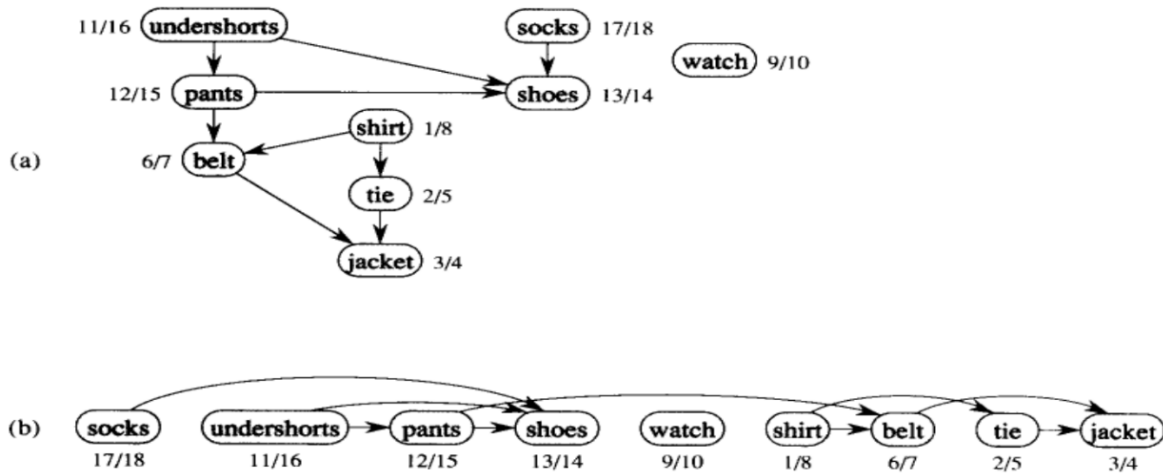 11/16 undershorts socks 17/18
watch 9/10
12/15 pants shoes 13/14
shirt 1/8
(a) 6/7 belt
tie 2/5
jacket 3/4
(b) socks undershorts pants shoes watch shirt belt tie jacket
17/18 11/16 12/15 13/14 9/10 1/8 6/7 2/5 3/4